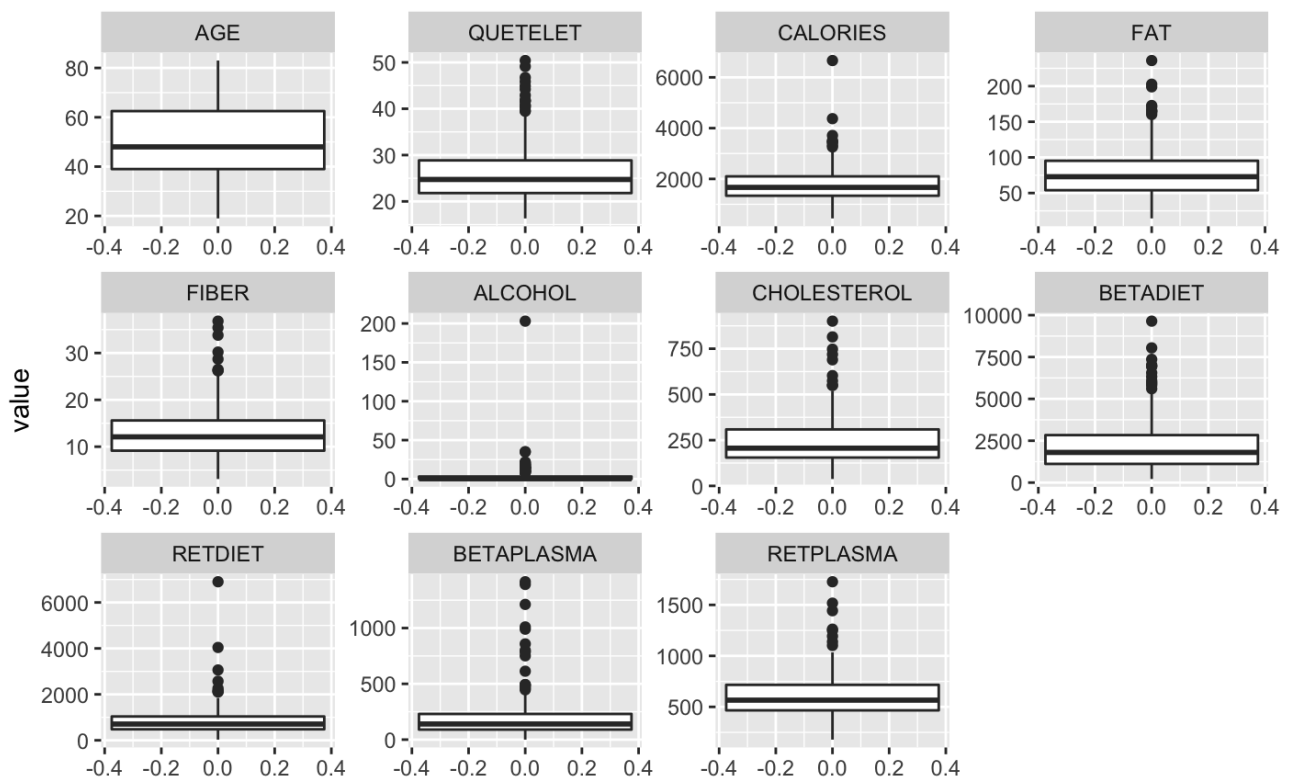 AGE QUETELET CALORIES FAT
80 60 40 20
50 40 30 20
6000 4000 2000
200 150 100 50
-0.4 -0.2 0.0 0.2 0.4 -0.4 -0.2 0.0 0.2 0.4 -0.4 -0.2 0.0 0.2 0.4 -0.4 -0.2 0.0 0.2 0.4
value
FIBER ALCOHOL CHOLESTEROL BETADIET
30 20 10
200 150 100 50 0
750 500 250 0
10000 7500 5000 2500 0
-0.4 -0.2 0.0 0.2 0.4 -0.4 -0.2 0.0 0.2 0.4 -0.4 -0.2 0.0 0.2 0.4 -0.4 -0.2 0.0 0.2 0.4
RETDIET BETAPLASMA RETPLASMA
6000 4000 2000 0
1000 500 0
1500 1000 500
-0.4 -0.2 0.0 0.2 0.4 -0.4 -0.2 0.0 0.2 0.4 -0.4 -0.2 0.0 0.2 0.4